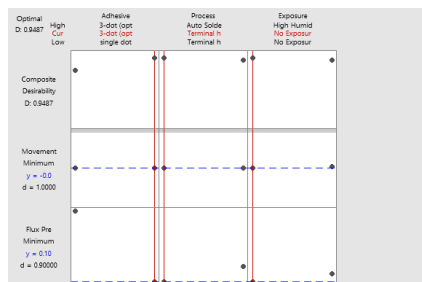 Optimal
D: 0.9487
High
Cur
Low
Adhesive
3-dot (opt
3-dot (opt
single dot
Process
Auto Solde
Terminal h
Terminal h
Exposure
High Humid
No Exposur
No Exposur
Composite
Desirability
D: 0.9487
Movement
Minimum
y = -0.0
d = 1.0000
Flux Pre
Minimum
y = 0.10
d = 0.90000